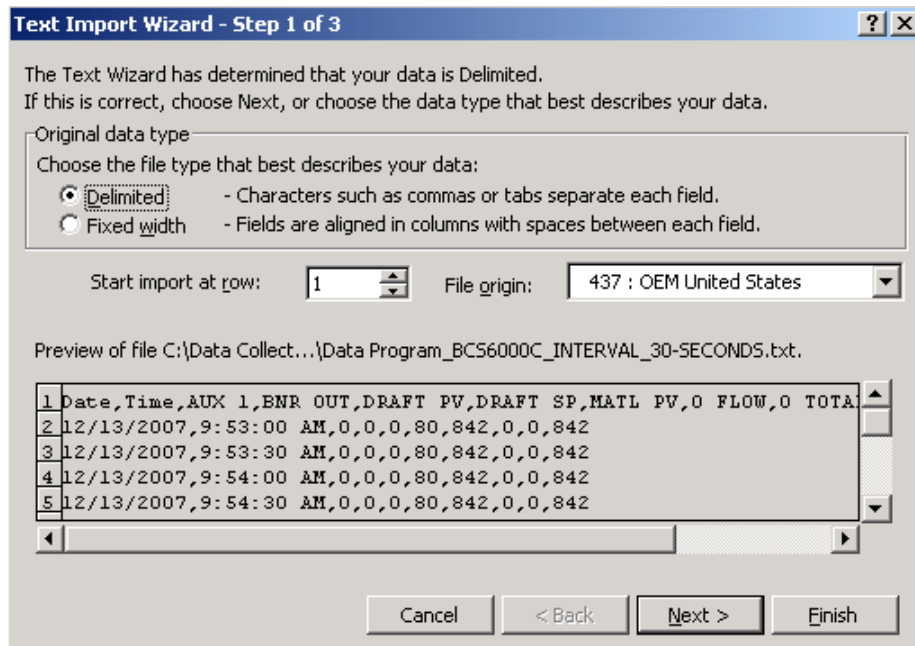 Text Import Wizard - Step 1 of 3
The Text Wizard has determined that your data is Delimited.
If this is correct, choose Next, or choose the data type that best describes your data.
Original data type
Choose the file type that best describes your data:
Delimited - Characters such as commas or tabs separate each field.
Fixed width - Fields are aligned in columns with spaces between each field.
Start import at row: 1 File origin: 437 : OEM United States
Preview of file C:\Data Collect...\Data Program_BCS6000C_INTERVAL_30-SECONDS.txt.
1 Date,Time,AUX 1,BNR OUT,DRAFT PV,DRAFT SP,MATL PV,O FLOW,O TOTA
2 12/13/2007,9:53:00 AM,0,0,0,80,842,0,0,842
3 12/13/2007,9:53:30 AM,0,0,0,80,842,0,0,842
4 12/13/2007,9:54:00 AM,0,0,0,80,842,0,0,842
5 12/13/2007,9:54:30 AM,0,0,0,80,842,0,0,842
Cancel < Back Next > Finish